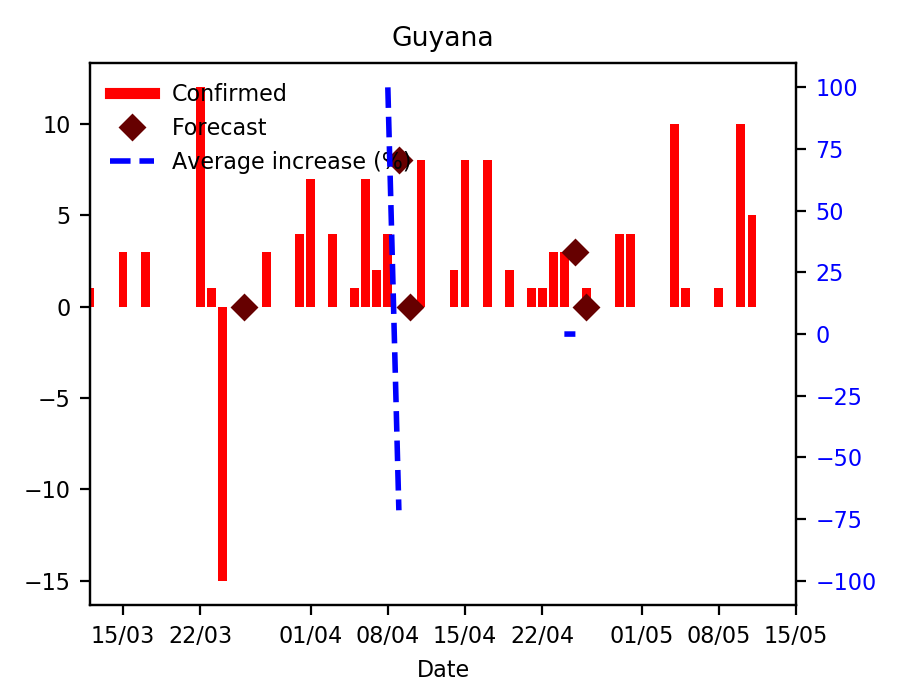 Guyana
Confirmed
Forecast
Average increase (%)
10
5
0
−5
−10
−15
100
75
50
25
0
−25
−50
−75
−100
15/03 22/03 01/04 08/04 15/04 22/04 01/05 08/05 15/05
Date